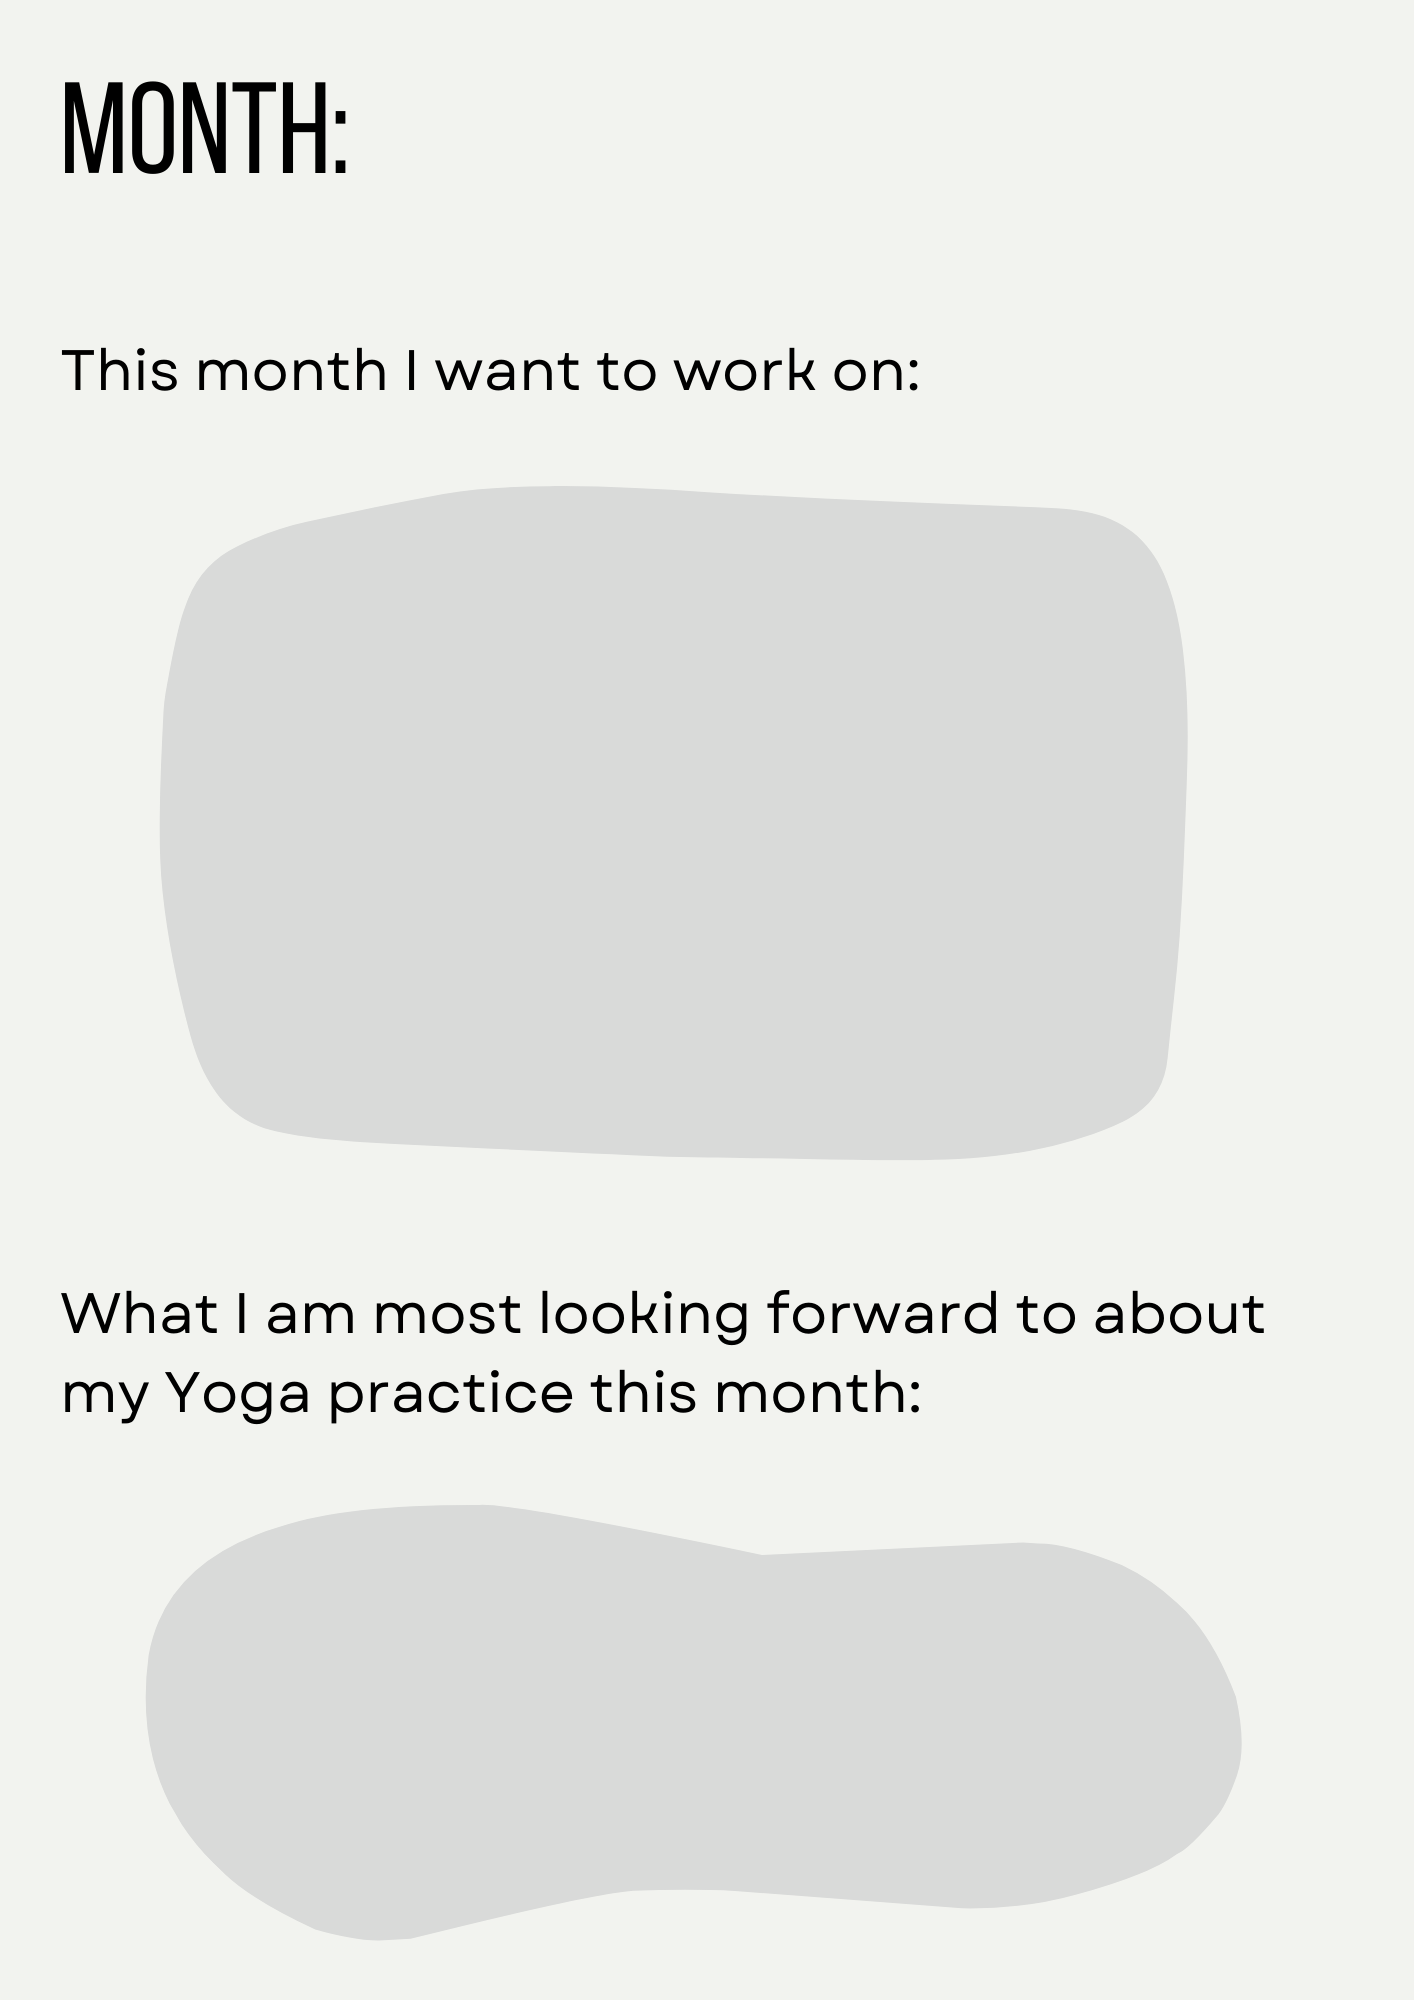 MONTH:
This month I want to work on:
What I am most looking forward to about
my Yoga practice this month: